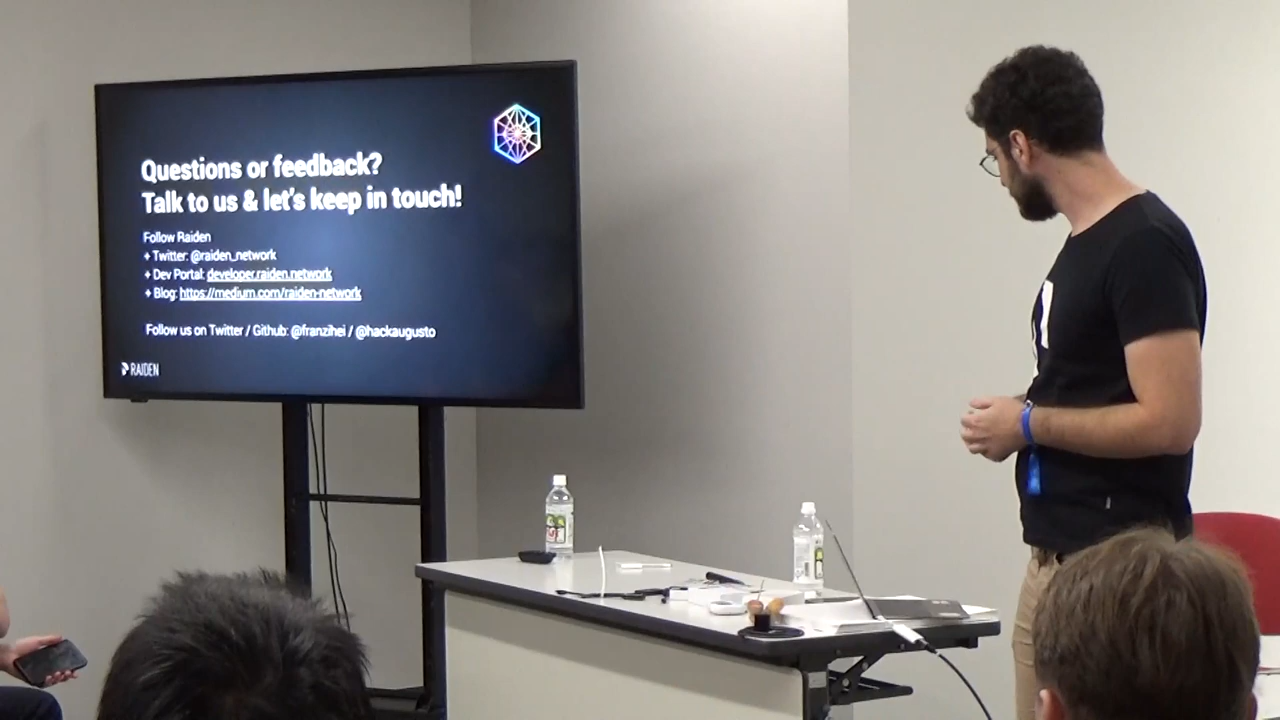 Questions or feedback?
Talk to us & let's keep in touch!
Follow Raiden
+ Twitter: @raiden_network
+ Dev Portal: developer.raiden.network
+ Blog: https://medium.com/raiden-network
Follow us on Twitter / Github: @franzihei / @hackaugusto
RAIDEN